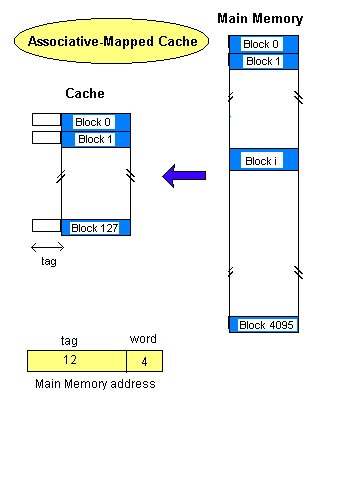 Associative-Mapped Cache
Main Memory
Block 0
Block 1
Block i
Block 4095
Cache
Block 0
Block 1
Block 127
tag
tag word
12 4
Main Memory address